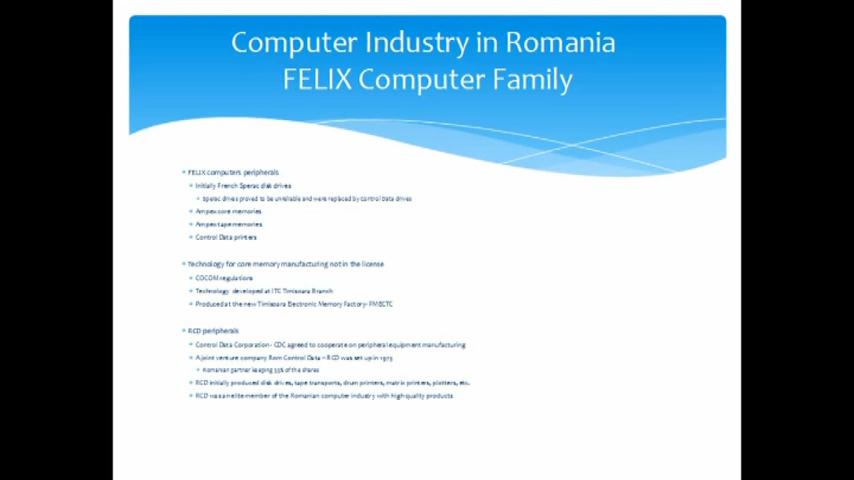 Computer Industry in Romania
FELIX Computer Family
FELIX computers peripherals
Initially French Sperac disk drives
Sperac drives proved to be unreliable and were replaced by Control Data drives
Ampex core memories
Ampex tape memories
Control Data printers
Technology for core memory manufacturing not in the license
COCOM regulations
Technology developed at ITC Timisoara Branch
Produced at the new Timisoara Electronic Memory Factory- FMECTC
RCD peripherals
Control Data Corporation- CDC agreed to cooperate on peripheral equipment manufacturing
A joint venture company Rom Control Data – RCD was set up in 1973
Romanian partner keeping 55% of the shares
RCD initially produced disk drives, tape transports, drum printers, matrix printers, plotters, etc.
RCD was an elite member of the Romanian computer industry with high quality products